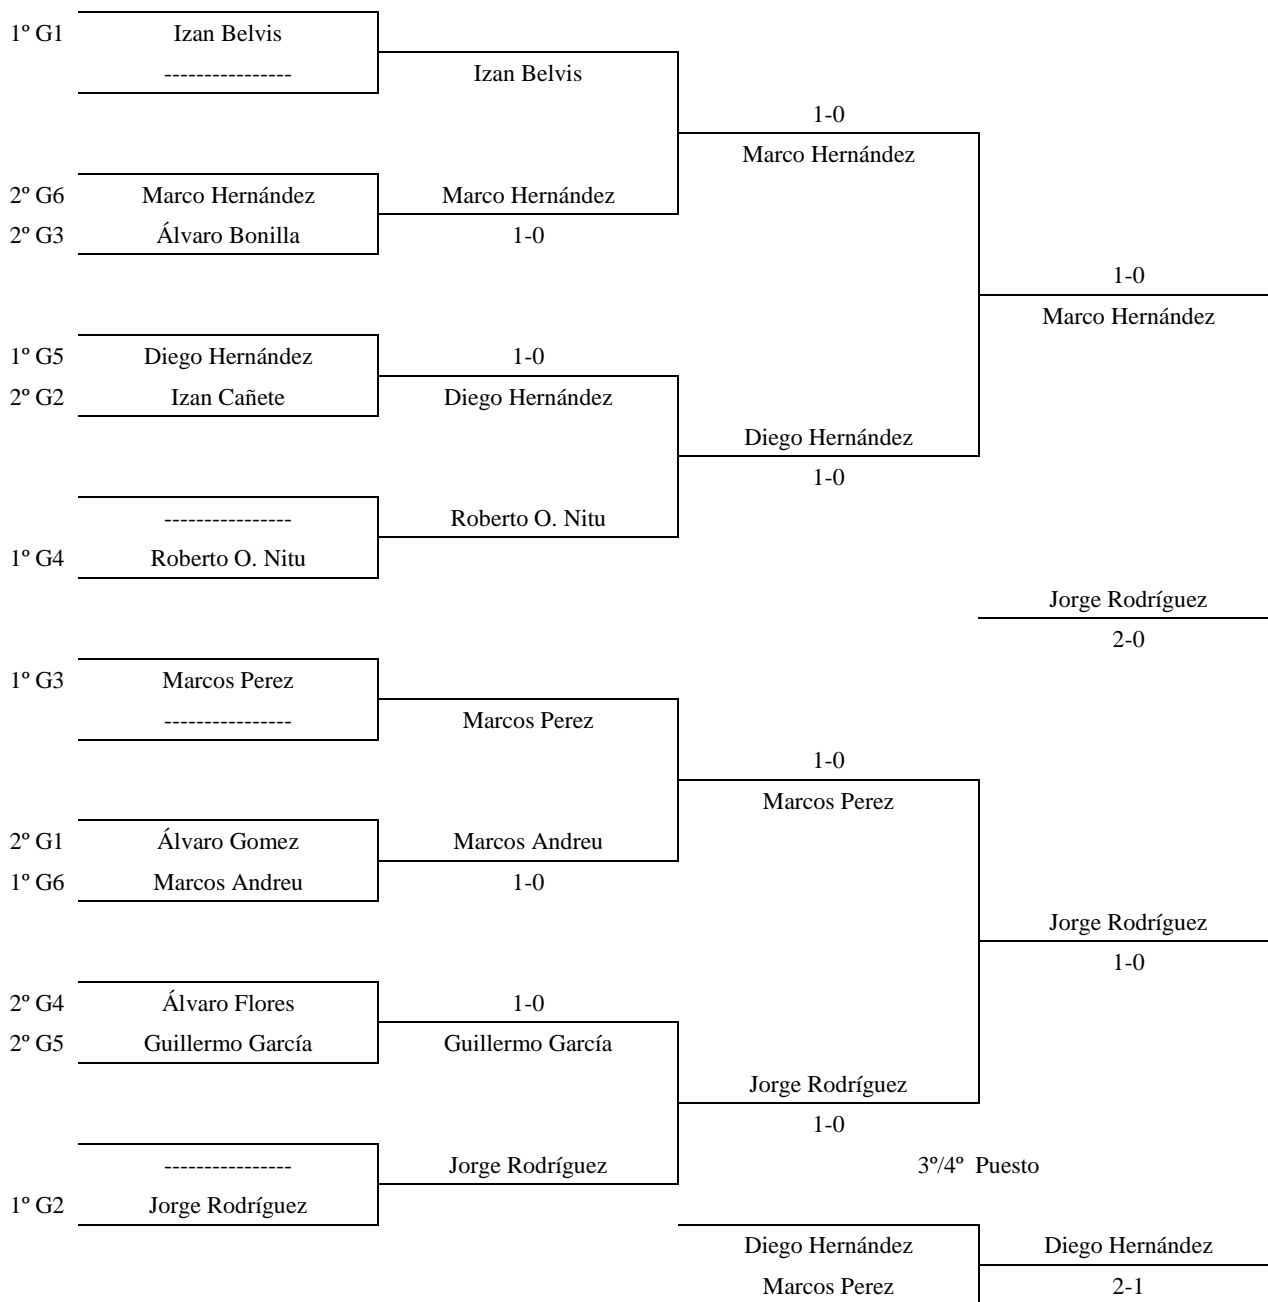 1º G1 Izan Belvis
----------------
Izan Belvis
1-0
Marco Hernández
2º G6 Marco Hernández Marco Hernández
2º G3 Álvaro Bonilla 1-0
1-0
Marco Hernández
1º G5 Diego Hernández 1-0
2º G2 Izan Cañete Diego Hernández
Diego Hernández
1-0
----------------
Roberto O. Nitu
1º G4 Roberto O. Nitu
Jorge Rodríguez
2-0
1º G3 Marcos Perez
----------------
Marcos Perez
1-0
Marcos Perez
2º G1 Álvaro Gomez Marcos Andreu
1º G6 Marcos Andreu 1-0
Jorge Rodríguez
1-0
2º G4 Álvaro Flores 1-0
2º G5 Guillermo García Guillermo García
Jorge Rodríguez
1-0
----------------
Jorge Rodríguez
3º/4º Puesto
1º G2 Jorge Rodríguez
Diego Hernández Diego Hernández
Marcos Perez 2-1